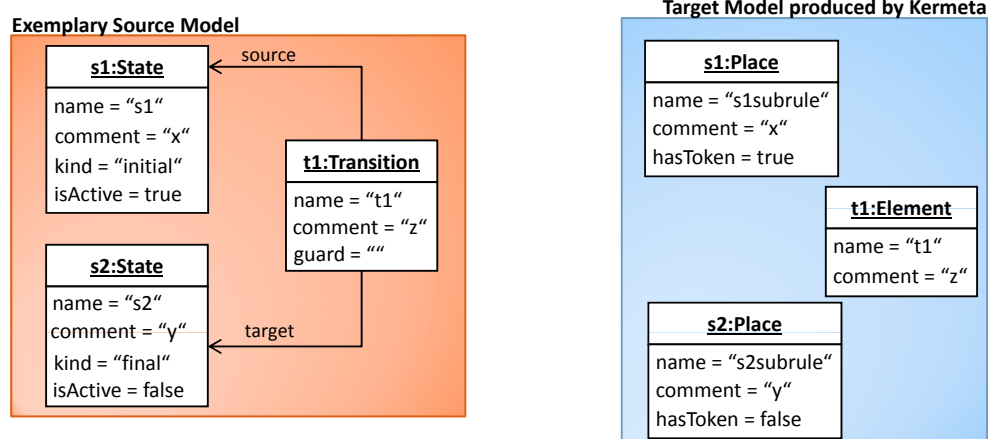 Exemplary Source Model
s1:State
name = “s1“
comment = “x“
kind = “initial“
isActive = true
source
t1:Transition
name = “t1“
comment = “z“
guard = ““
s2:State
name = “s2“
comment = “y“
kind = “final“
isActive = false
target
Target Model produced by Kermeta
s1:Place
name = “s1subrule“
comment = “x“
hasToken = true
t1:Element
name = “t1“
comment = “z“
s2:Place
name = “s2subrule“
comment = “y“
hasToken = false